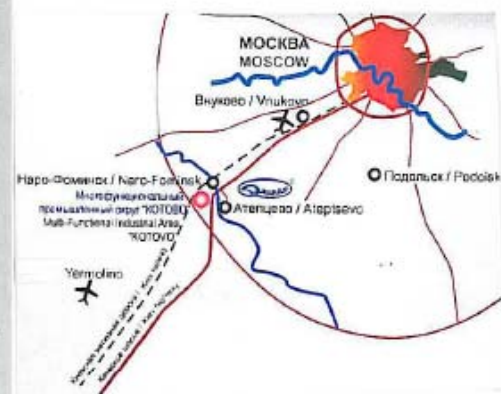 МОСКВА
MOSCOW
Внуково / Vnukovo
Наро-Фоминск / Naro-Fominsk
Многофункциональный
промышленный округ "КОТОВО"
Multi-Functional Industrial Area
"KOTOVO"
Атепцево / Ateptsevo
Подольск / Podolsk
Yermolino